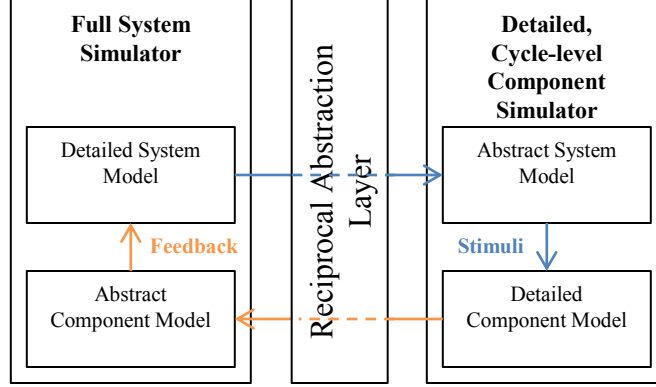 Full System
Simulator
Detailed System
Model
Feedback
Abstract
Component Model
Reciprocal Abstraction
Layer
Detailed,
Cycle-level
Component
Simulator
Abstract System
Model
Stimuli
Detailed
Component Model